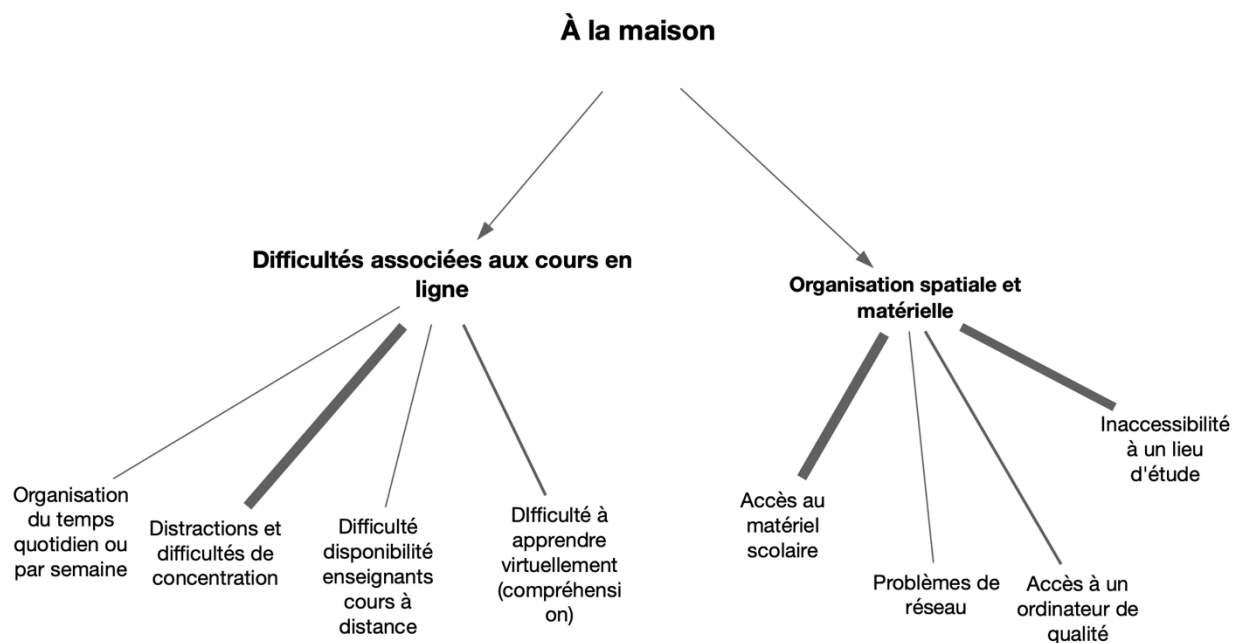 À la maison
Difficultés associées aux cours en
ligne
Organisation spatiale et
matérielle
Organisation
du temps
quotidien ou
par semaine
Distractions et
difficultés de
concentration
Difficulté
disponibilité
enseignants
cours à
distance
DIfficulté à
apprendre
virtuellement
(compréhensi
on)
Accès au
matériel
scolaire
Problèmes de
réseau
Accès à un
ordinateur de
qualité
Inaccessibilité
à un lieu
d'étude